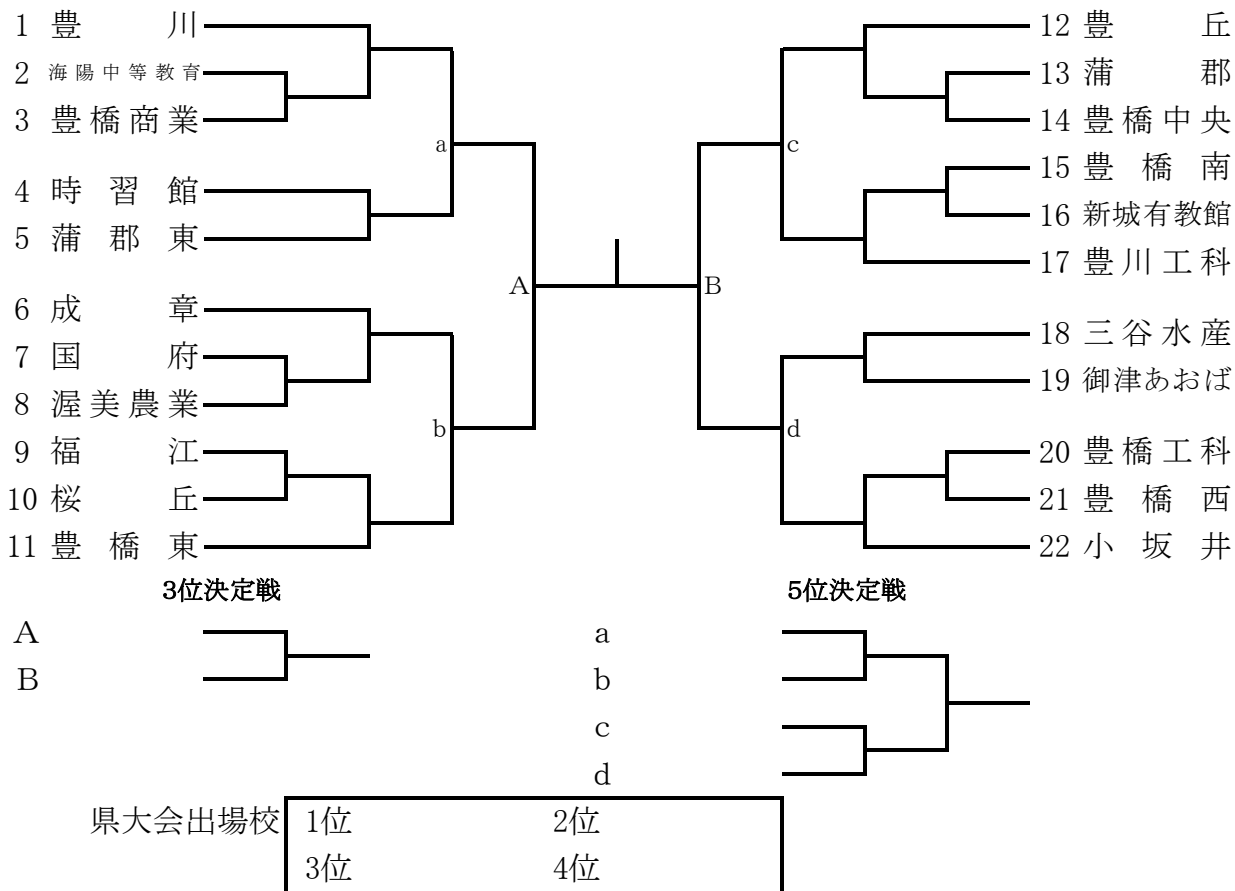 1 豊川
2 海陽中等教育
3 豊橋商業
4 時習館
5 蒲郡東
6 成章
7 国府
8 渥美農業
9 福江
10 桜丘
11 豊橋東
a
b
A
B
c
d
12 豊丘
13 蒲郡
14 豊橋中央
15 豊橋南
16 新城有教館
17 豊川工科
18 三谷水産
19 御津あおば
20 豊橋工科
21 豊橋西
22 小坂井
3位決定戦
A
B
5位決定戦
a
b
c
d
県大会出場校 1位 2位
3位 4位